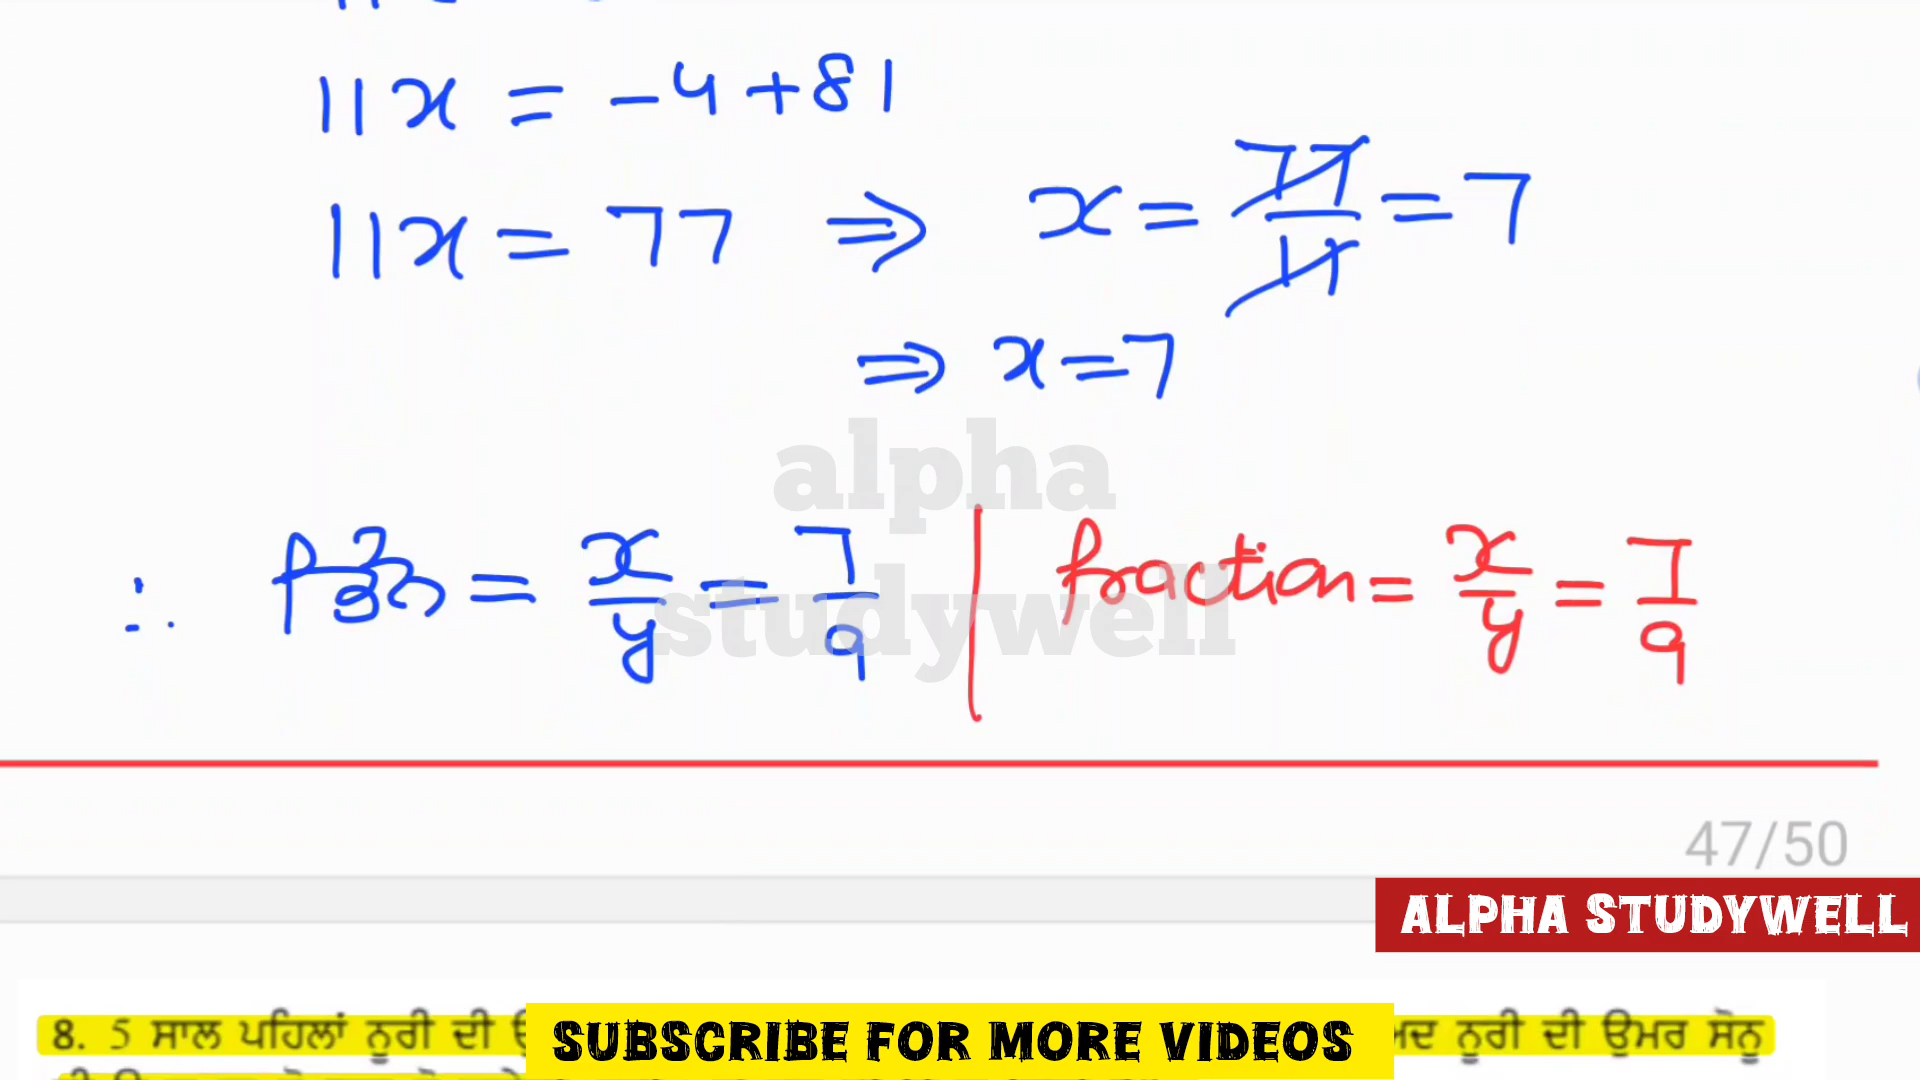 11x = -4+81
11x = 77 ⇒ x = 77/11 = 7
⇒ x=7
alpha
studywell
∴ ਭਿੰਨ = x/y = 7/9 | fraction = x/y = 7/9
47/50
ALPHA STUDYWELL
8. 5 ਸਾਲ ਪਹਿਲਾਂ ਨੂਰੀ ਦੀ ਨੂਰੀ ਦੀ ਉਮਰ ਸੋਨੂ
SUBSCRIBE FOR MORE VIDEOS